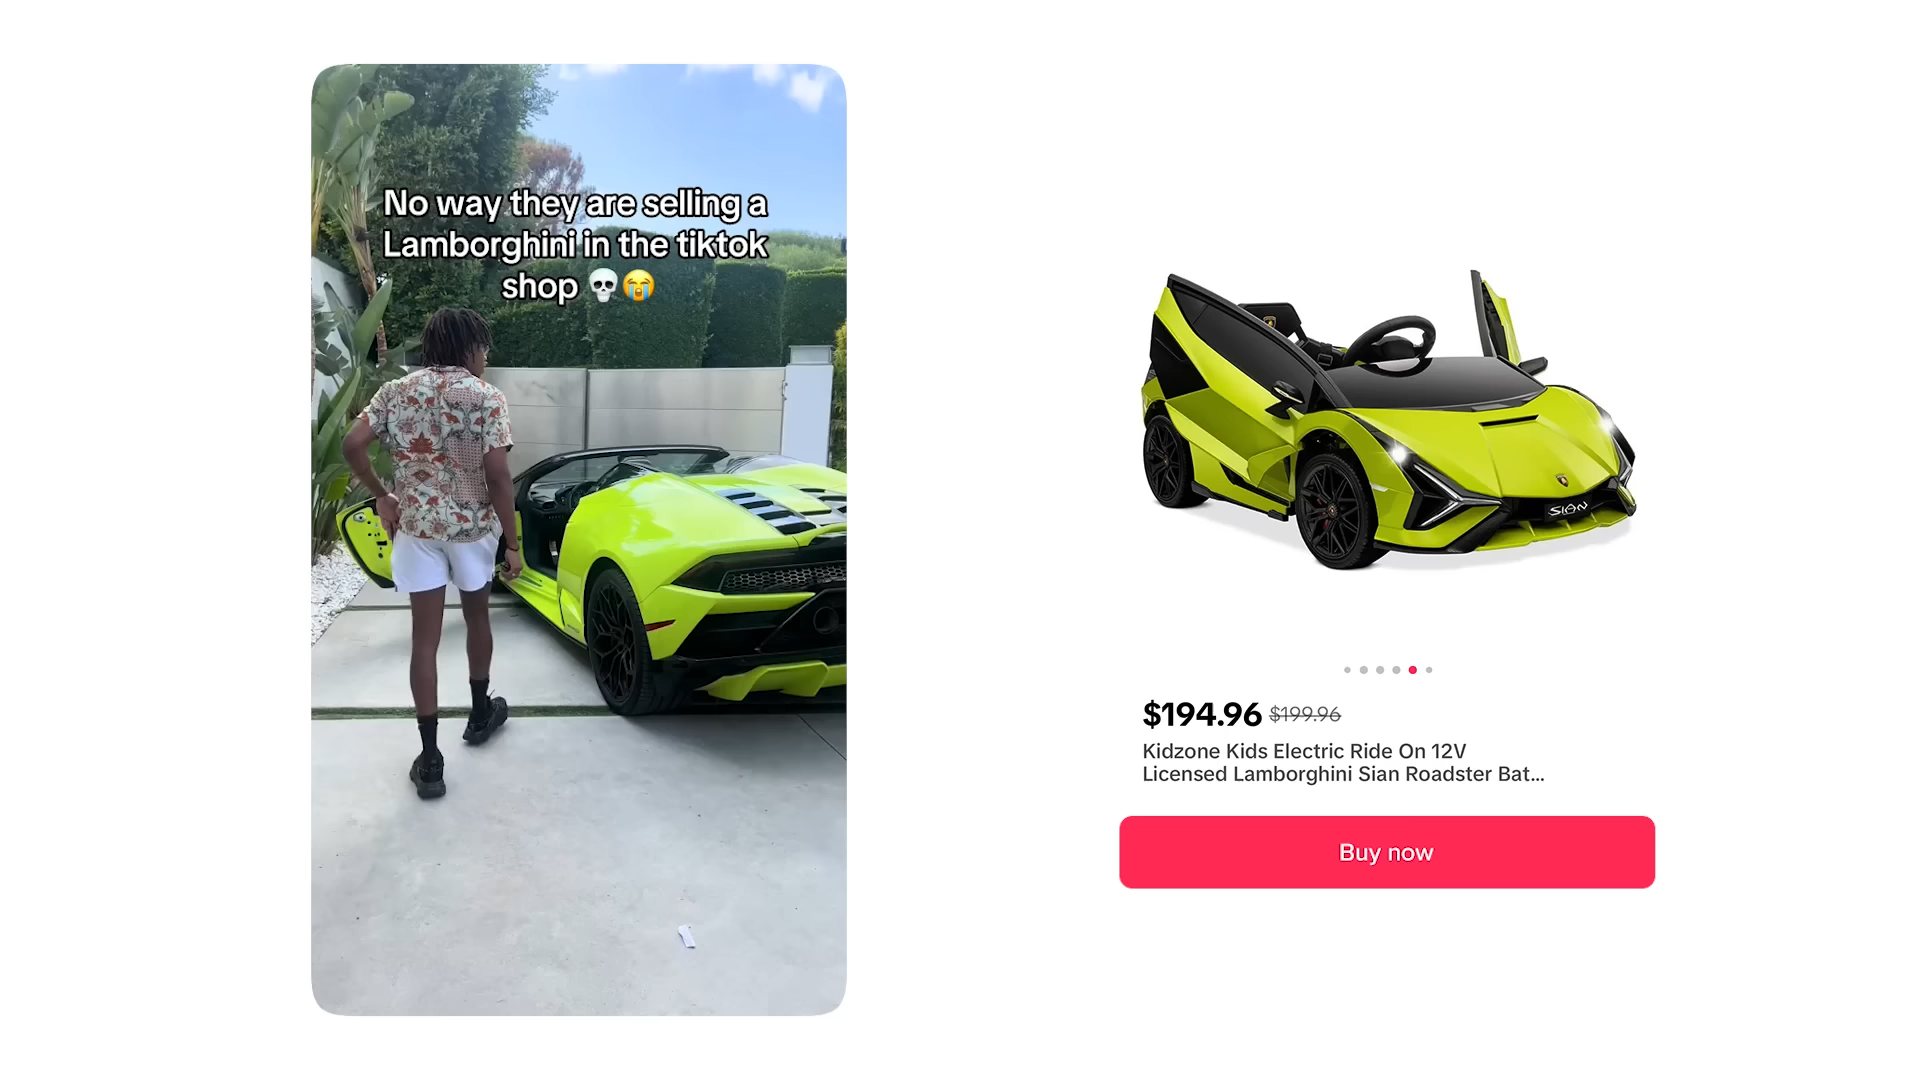 No way they are selling a
Lamborghini in the tiktok
shop 💀😭
SIÁN
$194.96 $199.96
Kidzone Kids Electric Ride On 12V
Licensed Lamborghini Sian Roadster Bat...
Buy now